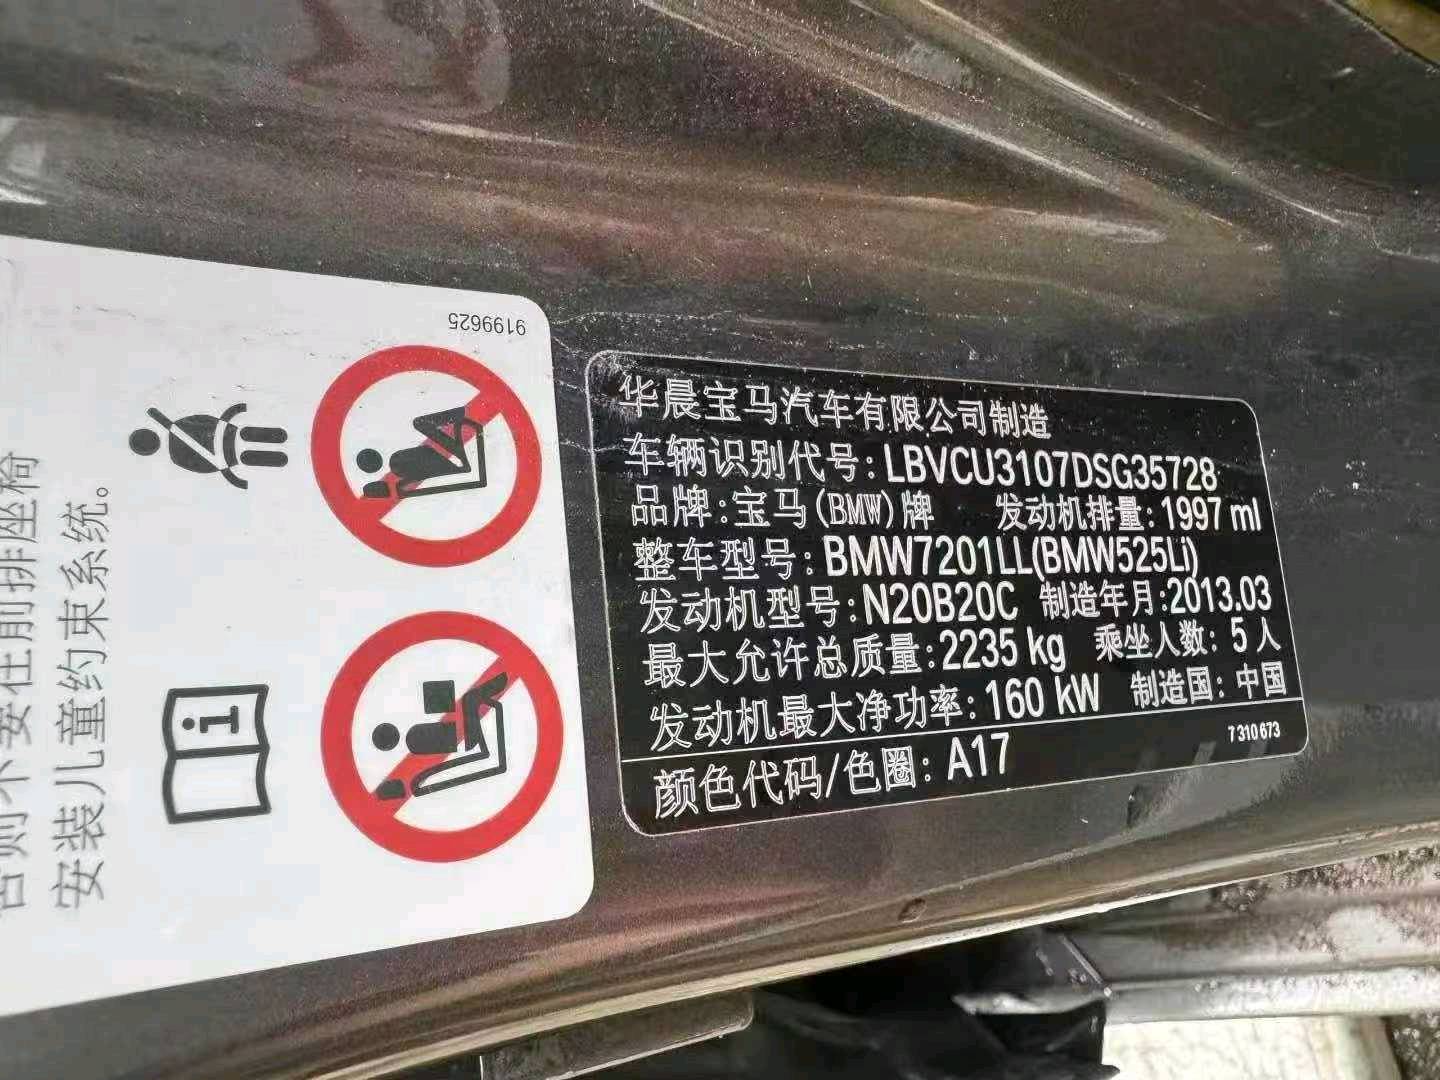 9199625
安装儿童约束系统。
华晨宝马汽车有限公司制造
车辆识别代号:LBVCU3107DSG35728
品牌:宝马(BMW)牌 发动机排量:1997 ml
整车型号:BMW7201LL(BMW525Li)
发动机型号:N20B20C 制造年月:2013.03
最大允许总质量:2235 kg 乘坐人数:5人
发动机最大净功率:160 kW 制造国:中国
颜色代码/色圈:A17
7 310 673